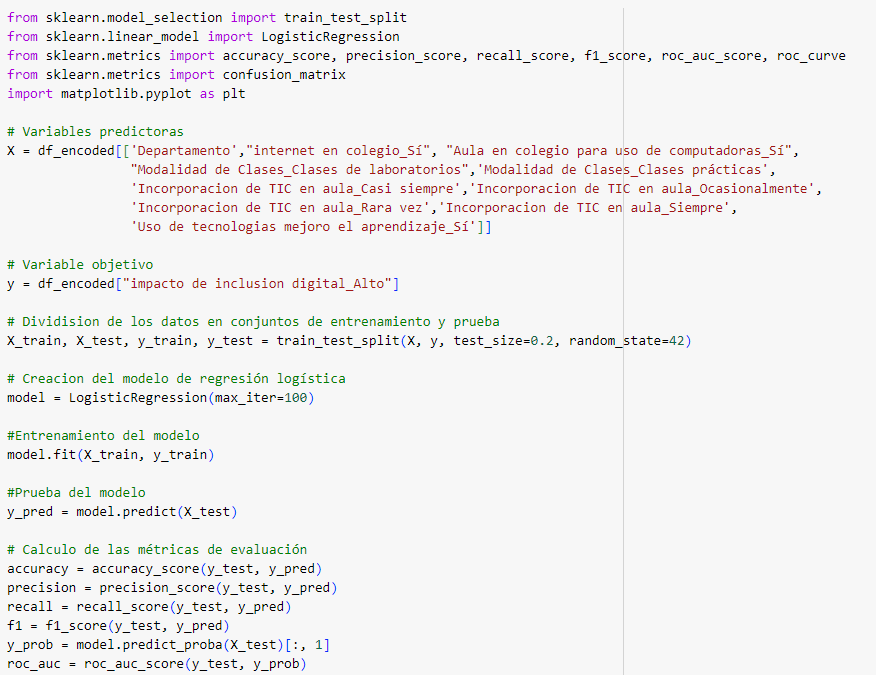 from sklearn.model_selection import train_test_split
from sklearn.linear_model import LogisticRegression
from sklearn.metrics import accuracy_score, precision_score, recall_score, f1_score, roc_auc_score, roc_curve
from sklearn.metrics import confusion_matrix
import matplotlib.pyplot as plt
# Variables predictoras
X = df_encoded[['Departamento',"internet en colegio_Sí", "Aula en colegio para uso de computadoras_Sí",
"Modalidad de Clases_Clases de laboratorios",'Modalidad de Clases_Clases prácticas',
'Incorporacion de TIC en aula_Casi siempre','Incorporacion de TIC en aula_Ocasionalmente',
'Incorporacion de TIC en aula_Rara vez','Incorporacion de TIC en aula_Siempre',
'Uso de tecnologias mejoro el aprendizaje_Sí']]
# Variable objetivo
y = df_encoded["impacto de inclusion digital_Alto"]
# Dividision de los datos en conjuntos de entrenamiento y prueba
X_train, X_test, y_train, y_test = train_test_split(X, y, test_size=0.2, random_state=42)
# Creacion del modelo de regresión logística
model = LogisticRegression(max_iter=100)
#Entrenamiento del modelo
model.fit(X_train, y_train)
#Prueba del modelo
y_pred = model.predict(X_test)
# Calculo de las métricas de evaluación
accuracy = accuracy_score(y_test, y_pred)
precision = precision_score(y_test, y_pred)
recall = recall_score(y_test, y_pred)
f1 = f1_score(y_test, y_pred)
y_prob = model.predict_proba(X_test)[:, 1]
roc_auc = roc_auc_score(y_test, y_prob)